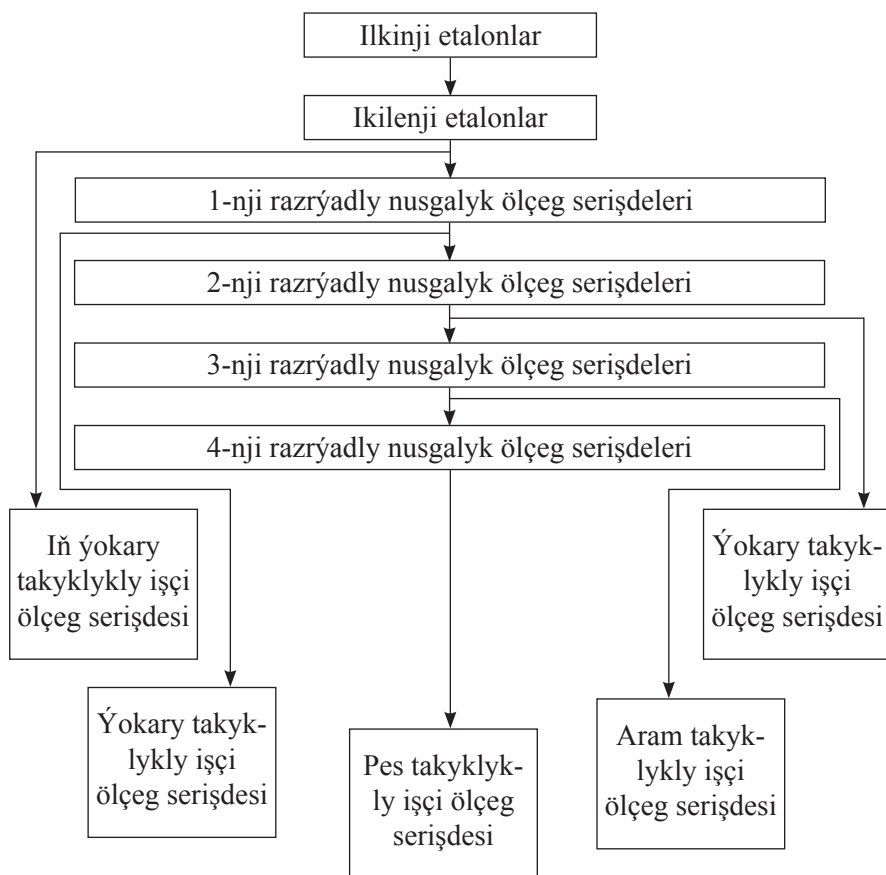 Ilkinji etalonlar
Ikilenji etalonlar
1-nji razrýadly nusgalyk ölçeg serişdeleri
2-nji razrýadly nusgalyk ölçeg serişdeleri
3-nji razrýadly nusgalyk ölçeg serişdeleri
4-nji razrýadly nusgalyk ölçeg serişdeleri
Iň ýokary
takyklykly işçi
ölçeg serişdesi
Ýokary takyk-
lykly işçi
ölçeg serişdesi
Ýokary takyk-
lykly işçi
ölçeg serişdesi
Pes takyklyk-
ly işçi ölçeg
serişdesi
Aram takyk-
lykly işçi
ölçeg serişdesi